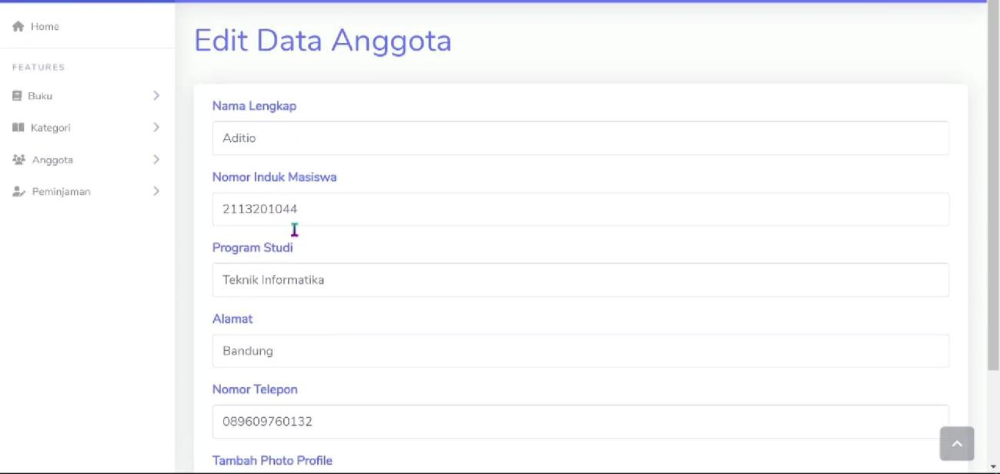 Home
FEATURES
Buku
Kategori
Anggota
Peminjaman
Edit Data Anggota
Nama Lengkap
Aditio
Nomor Induk Masiswa
2113201044
Program Studi
Teknik Informatika
Alamat
Bandung
Nomor Telepon
089609760132
Tambah Photo Profile